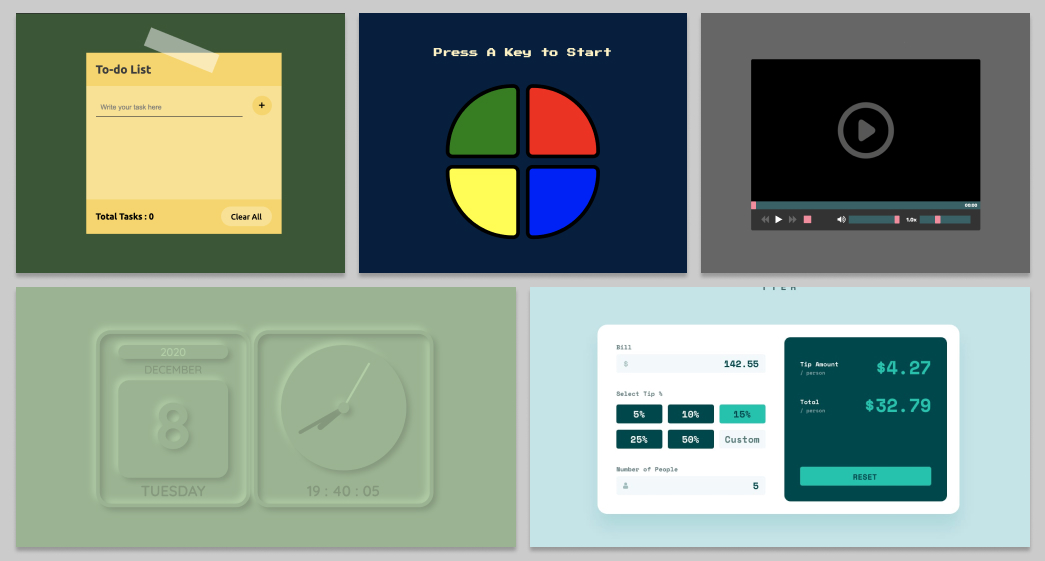 To-do List
Write your task here
+
Total Tasks : 0
Clear All
Press A Key to Start
00:00
1.0x
2020
DECEMBER
8
TUESDAY
19 : 40 : 05
Bill
$ 142.55
Select Tip %
5% 10% 15%
25% 50% Custom
Number of People
5
Tip Amount
/ person
$4.27
Total
/ person
$32.79
RESET